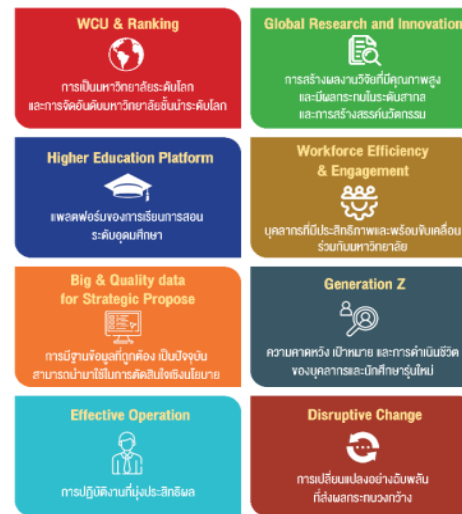 WCU & Ranking
การเป็นมหาวิทยาลัยระดับโลก
และการจัดอันดับมหาวิทยาลัยชั้นนำระดับโลก
Global Research and Innovation
การสร้างผลงานวิจัยที่มีคุณภาพสูง
และมีผลกระทบในระดับสากล
และการสร้างสรรค์นวัตกรรม
Higher Education Platform
แพลตฟอร์มของการเรียนการสอน
ระดับอุดมศึกษา
Workforce Efficiency
& Engagement
บุคลากรที่มีประสิทธิภาพและพร้อมขับเคลื่อน
ร่วมกับมหาวิทยาลัย
Big & Quality data
for Strategic Propose
การมีฐานข้อมูลที่ถูกต้อง เป็นปัจจุบัน
สามารถนำมาใช้ในการตัดสินใจเชิงนโยบาย
Generation Z
ความคาดหวัง เป้าหมาย และการดำเนินชีวิต
ของบุคลากรและนักศึกษารุ่นใหม่
Effective Operation
การปฏิบัติงานที่มุ่งประสิทธิผล
Disruptive Change
การเปลี่ยนแปลงอย่างฉับพลัน
ที่ส่งผลกระทบวงกว้าง